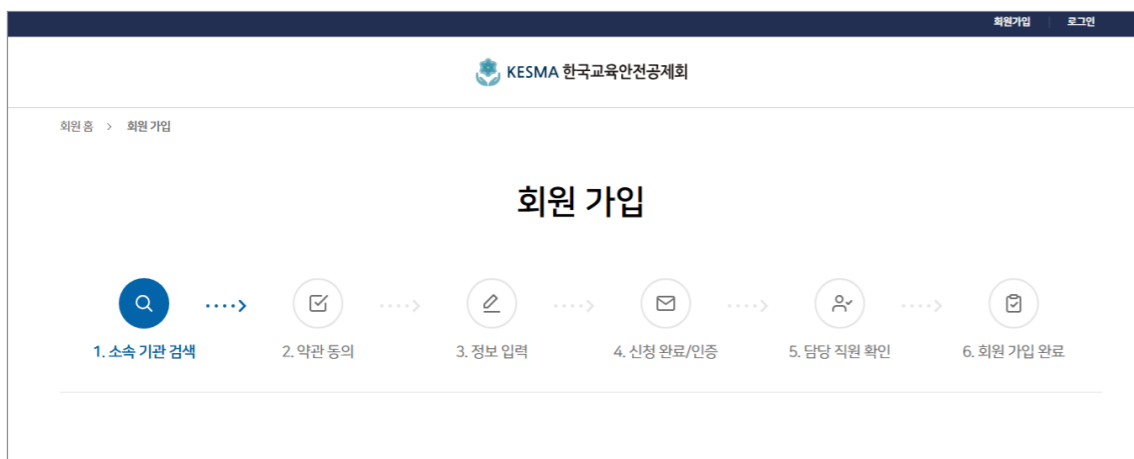 회원가입 로그인
KESMA 한국교육안전공제회
회원 홈 > 회원 가입
회원 가입
1. 소속 기관 검색 2. 약관 동의 3. 정보 입력 4. 신청 완료/인증 5. 담당 직원 확인 6. 회원 가입 완료